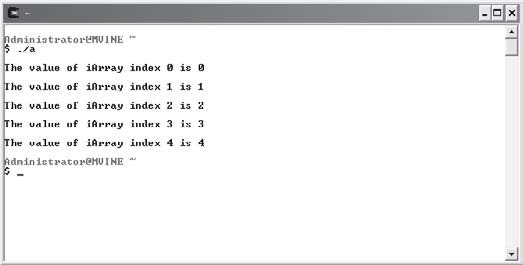 ~
Administrator@MVINE ~
$ ./a
The value of iArray index 0 is 0
The value of iArray index 1 is 1
The value of iArray index 2 is 2
The value of iArray index 3 is 3
The value of iArray index 4 is 4
Administrator@MVINE ~
$ _